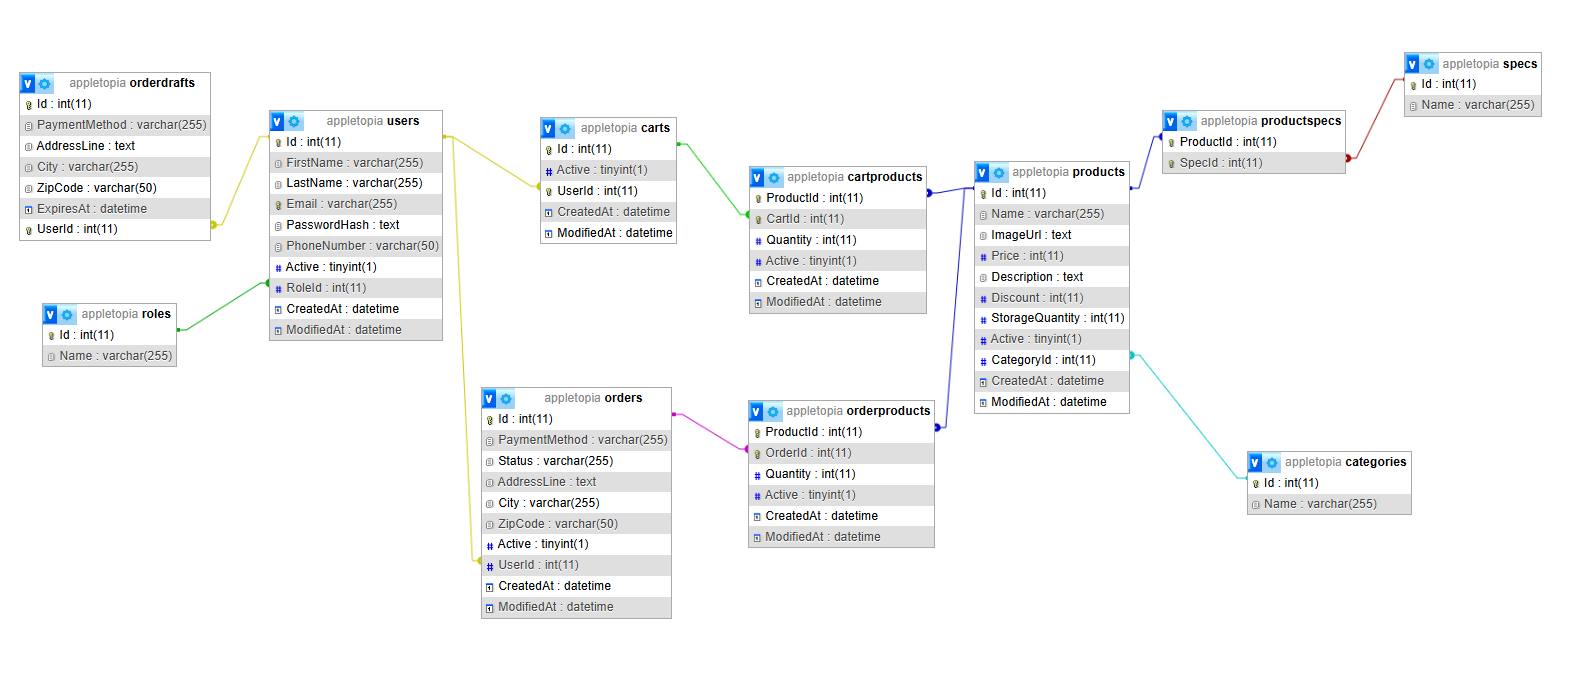 appletopia orderdrafts
Id : int(11)
PaymentMethod : varchar(255)
AddressLine : text
City : varchar(255)
ZipCode : varchar(50)
ExpiresAt : datetime
UserId : int(11)
appletopia roles
Id : int(11)
Name : varchar(255)
appletopia users
Id : int(11)
FirstName : varchar(255)
LastName : varchar(255)
Email : varchar(255)
PasswordHash : text
PhoneNumber : varchar(50)
Active : tinyint(1)
RoleId : int(11)
CreatedAt : datetime
ModifiedAt : datetime
appletopia carts
Id : int(11)
Active : tinyint(1)
UserId : int(11)
CreatedAt : datetime
ModifiedAt : datetime
appletopia orders
Id : int(11)
PaymentMethod : varchar(255)
Status : varchar(255)
AddressLine : text
City : varchar(255)
ZipCode : varchar(50)
Active : tinyint(1)
UserId : int(11)
CreatedAt : datetime
ModifiedAt : datetime
appletopia cartproducts
ProductId : int(11)
CartId : int(11)
Quantity : int(11)
Active : tinyint(1)
CreatedAt : datetime
ModifiedAt : datetime
appletopia orderproducts
ProductId : int(11)
OrderId : int(11)
Quantity : int(11)
Active : tinyint(1)
CreatedAt : datetime
ModifiedAt : datetime
appletopia products
Id : int(11)
Name : varchar(255)
ImageUrl : text
Price : int(11)
Description : text
Discount : int(11)
StorageQuantity : int(11)
Active : tinyint(1)
CategoryId : int(11)
CreatedAt : datetime
ModifiedAt : datetime
appletopia productspecs
ProductId : int(11)
SpecId : int(11)
appletopia specs
Id : int(11)
Name : varchar(255)
appletopia categories
Id : int(11)
Name : varchar(255)